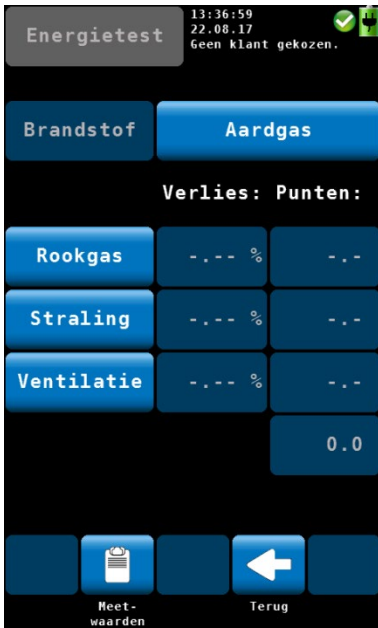 Energietest
13:36:59
22.08.17
Geen klant gekozen.
Brandstof Aardgas
Verlies: Punten:
Rookgas -.-- % -.-
Straling -.-- % -.-
Ventilatie -.-- % -.-
0.0
Meet-
waarden
Terug